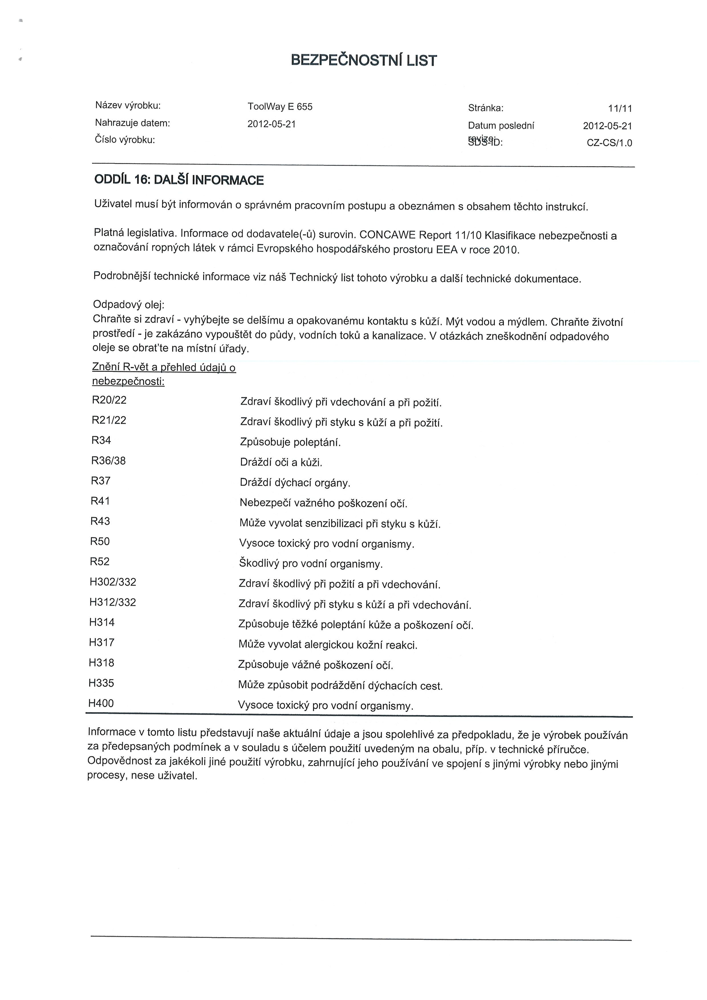 BEZPEČNOSTNÍ LIST
Název výrobku: ToolWay E 655 Stránka: 11/11
Nahrazuje datem: 2012-05-21 Datum poslední 2012-05-21
revize:
Číslo výrobku: SDS-ID: CZ-CS/1.0
ODDÍL 16: DALŠÍ INFORMACE
Uživatel musí být informován o správném pracovním postupu a obeznámen s obsahem těchto instrukcí.
Platná legislativa. Informace od dodavatele(-ů) surovin. CONCAWE Report 11/10 Klasifikace nebezpečnosti a
označování ropných látek v rámci Evropského hospodářského prostoru EEA v roce 2010.
Podrobnější technické informace viz náš Technický list tohoto výrobku a další technické dokumentace.
Odpadový olej:
Chraňte si zdraví - vyhýbejte se delšímu a opakovanému kontaktu s kůží. Mýt vodou a mýdlem. Chraňte životní
prostředí - je zakázáno vypouštět do půdy, vodních toků a kanalizace. V otázkách zneškodnění odpadového
oleje se obraťte na místní úřady.
Znění R-vět a přehled údajů o
nebezpečnosti:
R20/22 Zdraví škodlivý při vdechování a při požití.
R21/22 Zdraví škodlivý při styku s kůží a při požití.
R34 Způsobuje poleptání.
R36/38 Dráždí oči a kůži.
R37 Dráždí dýchací orgány.
R41 Nebezpečí važného poškození očí.
R43 Může vyvolat senzibilizaci při styku s kůží.
R50 Vysoce toxický pro vodní organismy.
R52 Škodlivý pro vodní organismy.
H302/332 Zdraví škodlivý při požití a při vdechování.
H312/332 Zdraví škodlivý při styku s kůží a při vdechování.
H314 Způsobuje těžké poleptání kůže a poškození očí.
H317 Může vyvolat alergickou kožní reakci.
H318 Způsobuje vážné poškození očí.
H335 Může způsobit podráždění dýchacích cest.
H400 Vysoce toxický pro vodní organismy.
Informace v tomto listu představují naše aktuální údaje a jsou spolehlivé za předpokladu, že je výrobek používán
za předepsaných podmínek a v souladu s účelem použití uvedeným na obalu, příp. v technické příručce.
Odpovědnost za jakékoli jiné použití výrobku, zahrnující jeho používání ve spojení s jinými výrobky nebo jinými
procesy, nese uživatel.